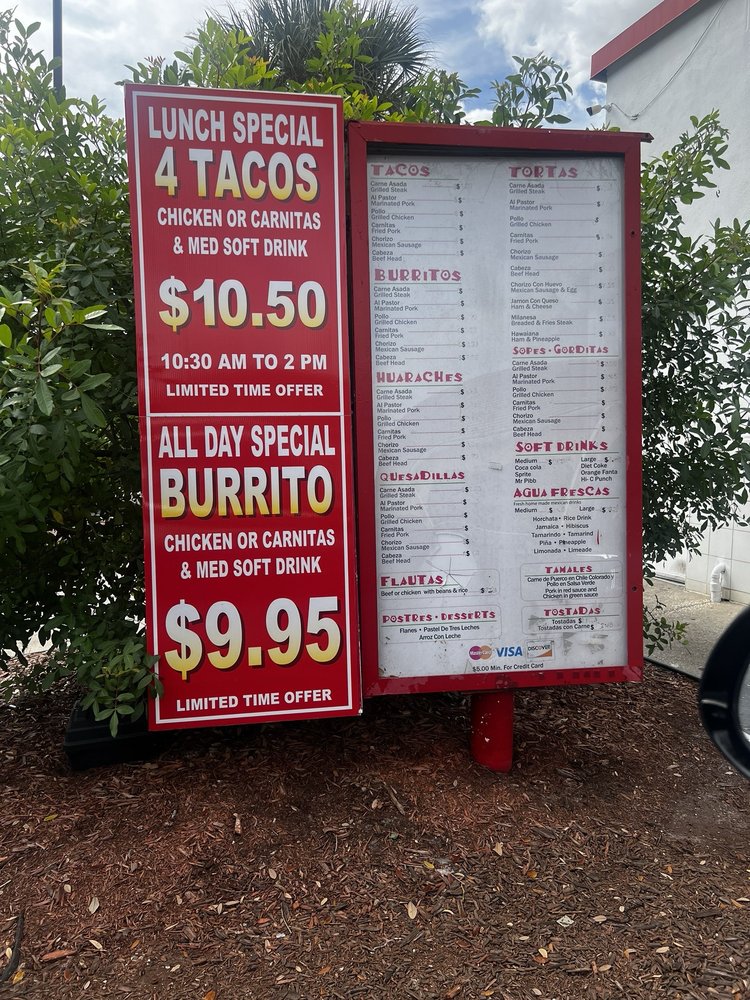 LUNCH SPECIAL
4 TACOS
CHICKEN OR CARNITAS
& MED SOFT DRINK
$10.50
10:30 AM TO 2 PM
LIMITED TIME OFFER
ALL DAY SPECIAL
BURRITO
CHICKEN OR CARNITAS
& MED SOFT DRINK
$9.95
LIMITED TIME OFFER
TACOS
Carne Asada
Grilled Steak $
Al Pastor
Marinated Pork $
Pollo
Grilled Chicken $
Carnitas
Fried Pork $
Chorizo
Mexican Sausage $
Cabeza
Beef Head $
BURRITOS
Carne Asada
Grilled Steak $
Al Pastor
Marinated Pork $
Pollo
Grilled Chicken $
Carnitas
Fried Pork $
Chorizo
Mexican Sausage $
Cabeza
Beef Head $
HUARACHES
Carne Asada
Grilled Steak $
Al Pastor
Marinated Pork $
Pollo
Grilled Chicken $
Carnitas
Fried Pork $
Chorizo
Mexican Sausage $
Cabeza
Beef Head $
QUESADILLAS
Carne Asada
Grilled Steak $
Al Pastor
Marinated Pork $
Pollo
Grilled Chicken $
Carnitas
Fried Pork $
Chorizo
Mexican Sausage $
Cabeza
Beef Head $
FLAUTAS
Beef or chicken with beans & rice $
POSTRES • DESSERTS
Flanes • Pastel De Tres Leches
Arroz Con Leche
TORTAS
Carne Asada
Grilled Steak $
Al Pastor
Marinated Pork $
Pollo
Grilled Chicken $
Carnitas
Fried Pork $
Chorizo
Mexican Sausage $
Cabeza
Beef Head $
Chorizo Con Huevo
Mexican Sausage & Egg $
Jamon Con Queso
Ham & Cheese $
Milanesa
Breaded & Fries Steak $
Hawaiana
Ham & Pineapple $
SOPES • GORDITAS
Carne Asada
Grilled Steak $
Al Pastor
Marinated Pork $
Pollo
Grilled Chicken $
Carnitas
Fried Pork $
Chorizo
Mexican Sausage $
Cabeza
Beef Head $
SOFT DRINKS
Medium $ Large $
Coca cola Diet Coke
Sprite Orange Fanta
Mr Pibb Hi-C Punch
AGUA FRESCAS
Fresh home made mexican drinks
Medium $ Large $
Horchata • Rice Drink
Jamaica • Hibiscus
Tamarindo • Tamarind
Piña • Pineapple
Limonada • Limeade
TAMALES
Carne de Puerco en Chile Colorado y
Pollo en Salsa Verde
Pork in red sauce and
Chicken in green sauce
TOSTADAS
Tostadas $
Tostadas con Carne $
MasterCard VISA DISCOVER
$5.00 Min. For Credit